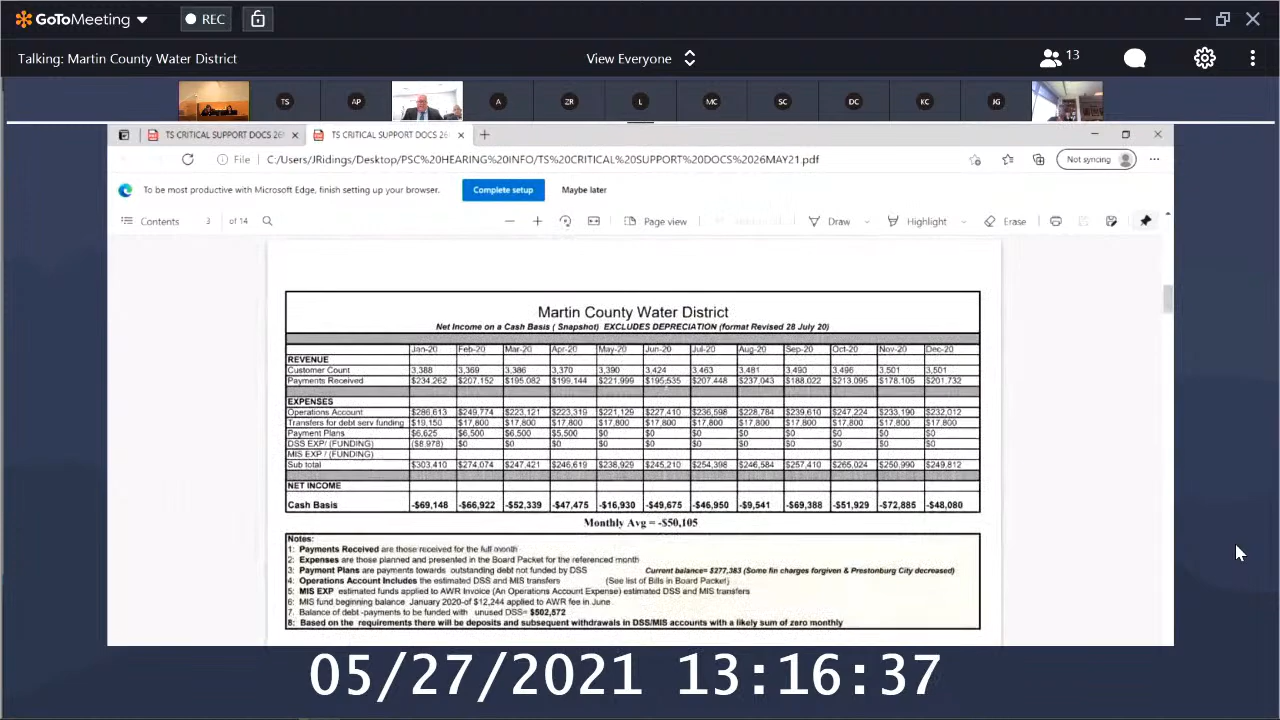 GoToMeeting REC
Talking: Martin County Water District View Everyone 13
TS AP A ZR L MC SC DC KC JG
TS CRITICAL SUPPORT DOCS 26 TS CRITICAL SUPPORT DOCS 26
File C:/Users/JRidings/Desktop/PSC%20HEARING%20INFO/TS%20CRITICAL%20SUPPORT%20DOCS%2026MAY21.pdf Not syncing
To be most productive with Microsoft Edge, finish setting up your browser. Complete setup Maybe later
Contents 3 of 14 Page view Draw Highlight Erase
Martin County Water District
Net Income on a Cash Basis ( Snapshot) EXCLUDES DEPRECIATION (format Revised 28 July 20)
Jan-20 Feb-20 Mar-20 Apr-20 May-20 Jun-20 Jul-20 Aug-20 Sep-20 Oct-20 Nov-20 Dec-20
REVENUE
Customer Count 3,388 3,369 3,386 3,370 3,390 3,424 3,463 3,481 3,490 3,496 3,501 3,501
Payments Received $234,262 $207,152 $195,082 $199,144 $221,999 $195,535 $207,448 $237,043 $188,022 $213,095 $178,105 $201,732
EXPENSES
Operations Account $286,613 $249,774 $223,121 $223,319 $221,129 $227,410 $236,598 $228,784 $239,610 $247,224 $233,190 $232,012
Transfers for debt serv funding $19,150 $17,800 $17,800 $17,800 $17,800 $17,800 $17,800 $17,800 $17,800 $17,800 $17,800 $17,800
Payment Plans $6,625 $6,500 $6,500 $5,500 $0 $0 $0 $0 $0 $0 $0 $0
DSS EXP/ (FUNDING) ($8,978) $0 $0 $0 $0 $0 $0 $0 $0 $0 $0 $0
MIS EXP/ (FUNDING)
Sub total $303,410 $274,074 $247,421 $246,619 $238,929 $245,210 $254,398 $246,584 $257,410 $265,024 $250,990 $249,812
NET INCOME
Cash Basis -$69,148 -$66,922 -$52,339 -$47,475 -$16,930 -$49,675 -$46,950 -$9,541 -$69,388 -$51,929 -$72,885 -$48,080
Monthly Avg = -$50,105
Notes:
1: Payments Received are those received for the full month
2: Expenses are those planned and presented in the Board Packet for the referenced month
3: Payment Plans are payments towards outstanding debt not funded by DSS Current balance= $277,383 (Some fin charges forgiven & Prestonburg City decreased)
4: Operations Account Includes the estimated DSS and MIS transfers (See list of Bills in Board Packet)
5: MIS EXP estimated funds applied to AWR Invoice (An Operations Account Expense) estimated DSS and MIS transfers
6: MIS fund beginning balance January 2020-of $12,244 applied to AWR fee in June
7. Balance of debt -payments to be funded with unused DSS= $502,572
8: Based on the requirements there will be deposits and subsequent withdrawals in DSS/MIS accounts with a likely sum of zero monthly
05/27/2021 13:16:37